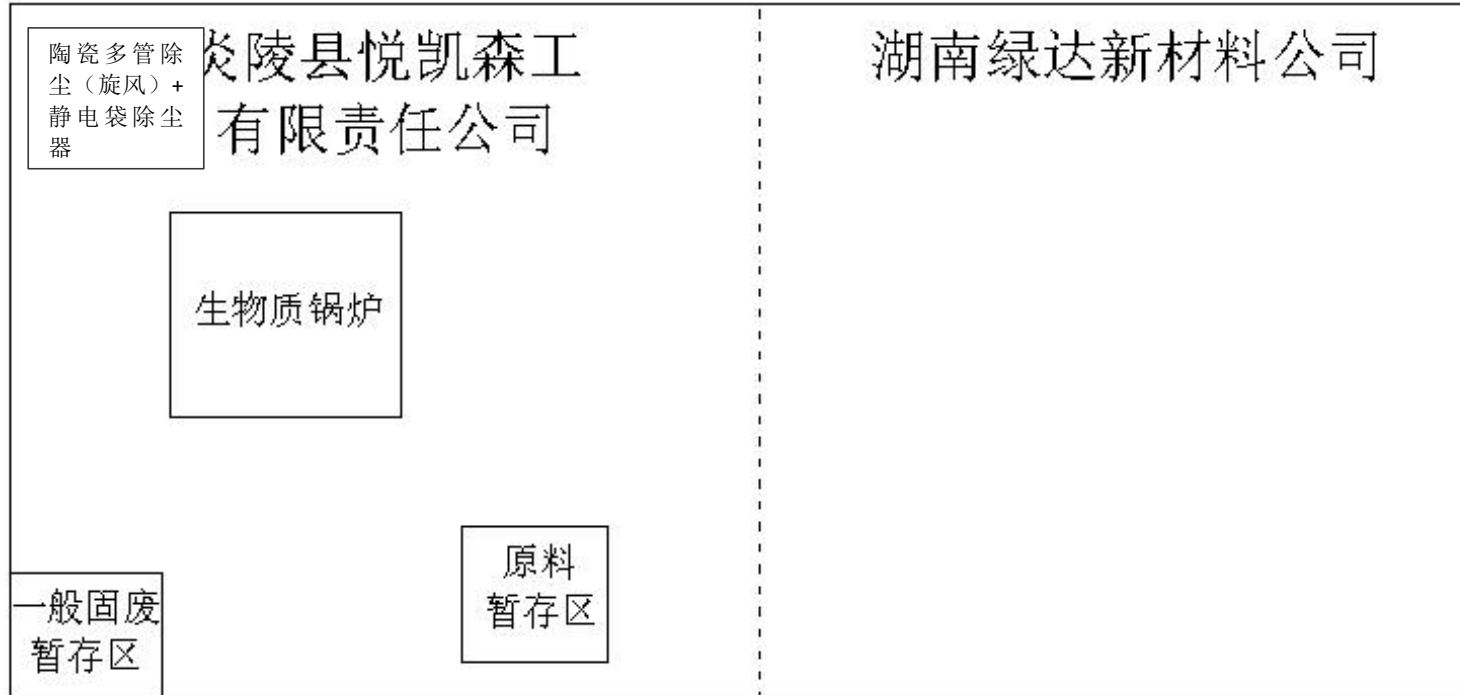 陶瓷多管除
尘（旋风）+
静电袋除尘
器
炎陵县悦凯森工
有限责任公司
湖南绿达新材料公司
生物质锅炉
原料
暂存区
一般固废
暂存区